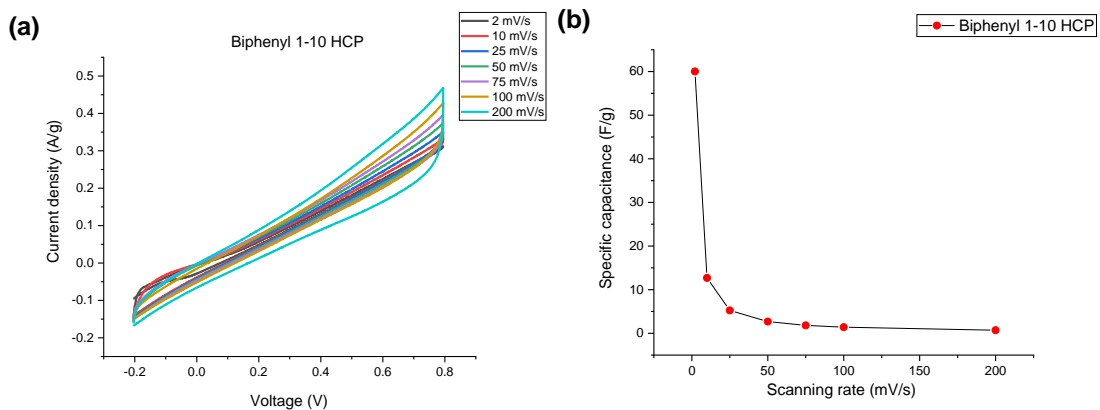 (a)
Biphenyl 1-10 HCP
2 mV/s
10 mV/s
25 mV/s
50 mV/s
75 mV/s
100 mV/s
200 mV/s
0.5
0.4
0.3
0.2
0.1
0.0
-0.1
-0.2
Current density (A/g)
-0.2 0.0 0.2 0.4 0.6 0.8
Voltage (V)
(b)
Biphenyl 1-10 HCP
60
50
40
30
20
10
0
Specific capacitance (F/g)
0 50 100 150 200
Scanning rate (mV/s)